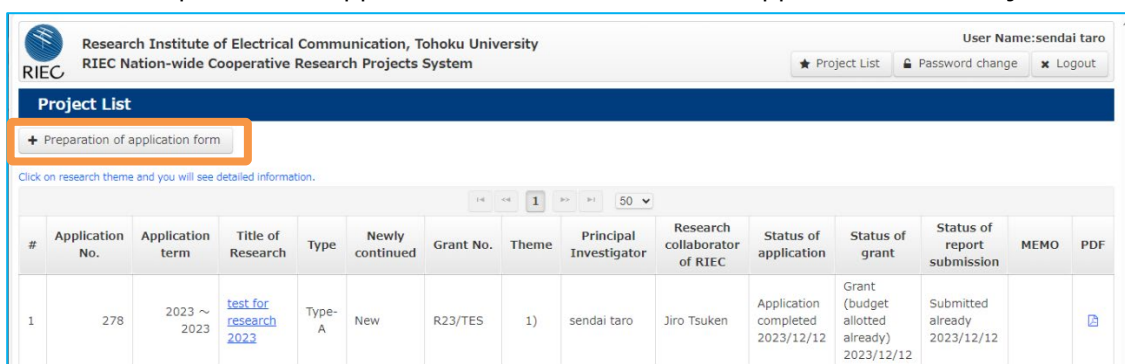 Research Institute of Electrical Communication, Tohoku University
User Name:sendai taro
RIEC Nation-wide Cooperative Research Projects System
RIEC
★ Project List
Password change
✖ Logout
Project List
+ Preparation of application form
Click on research theme and you will see detailed information.
1
50
#
Application No.
Application term
Title of Research
Type
Newly continued
Grant No.
Theme
Principal Investigator
Research collaborator of RIEC
Status of application
Status of grant
Status of report submission
MEMO
PDF
1
278
2023 ~ 2023
test for research 2023
Type-A
New
R23/TES
1)
sendai taro
Jiro Tsuken
Application completed 2023/12/12
Grant (budget allotted already) 2023/12/12
Submitted already 2023/12/12